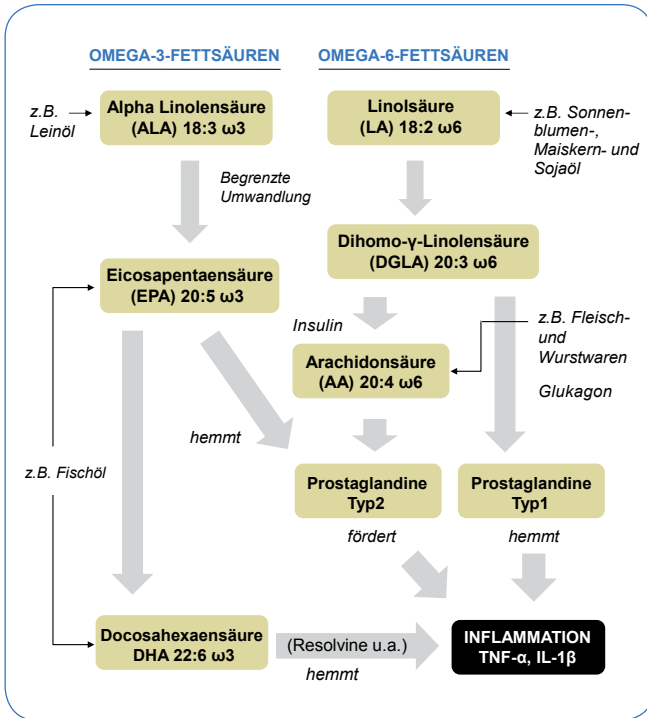 OMEGA-3-FETTSÄUREN
OMEGA-6-FETTSÄUREN
z.B.
Leinöl
Alpha Linolensäure
(ALA) 18:3 ω3
Linolsäure
(LA) 18:2 ω6
z.B. Sonnen-
blumen-,
Maiskern- und
Sojaöl
Begrenzte
Umwandlung
Dihomo-γ-Linolensäure
(DGLA) 20:3 ω6
Eicosapentaensäure
(EPA) 20:5 ω3
Insulin
z.B. Fleisch-
und
Wurstwaren
Arachidonsäure
(AA) 20:4 ω6
Glukagon
hemmt
z.B. Fischöl
Prostaglandine
Typ2
Prostaglandine
Typ1
fördert
hemmt
Docosahexaensäure
DHA 22:6 ω3
(Resolvine u.a.)
hemmt
INFLAMMATION
TNF-α, IL-1β